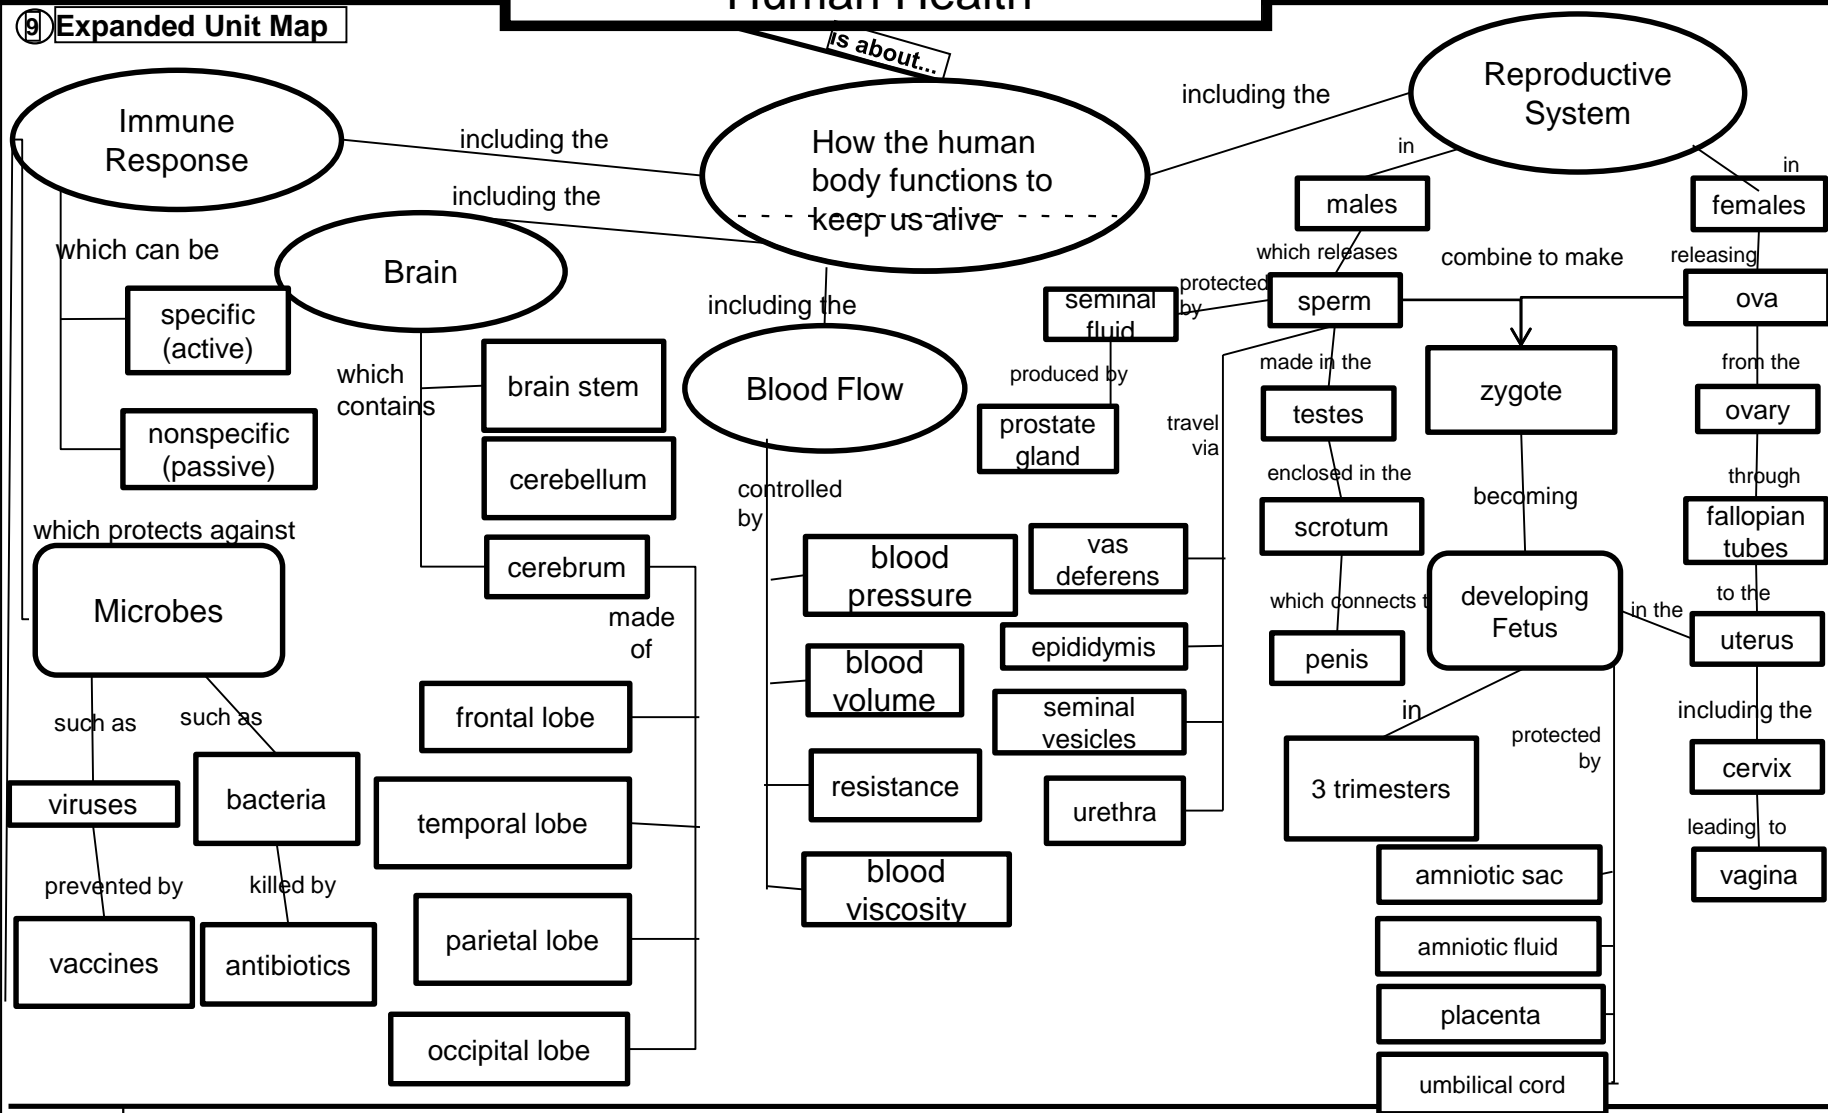 Human Health
9 Expanded Unit Map
is about...
How the human
body functions to
keep us alive
including the
Immune
Response
which can be
specific
(active)
nonspecific
(passive)
which protects against
Microbes
such as
viruses
prevented by
vaccines
such as
bacteria
killed by
antibiotics
including the
Brain
which
contains
brain stem
cerebellum
cerebrum
made
of
frontal lobe
temporal lobe
parietal lobe
occipital lobe
including the
Blood Flow
controlled
by
blood
pressure
blood
volume
resistance
blood
viscosity
including the
Reproductive
System
in
males
which releases
sperm
protected
by
seminal
fluid
produced by
prostate
gland
travel
via
vas
deferens
epididymis
seminal
vesicles
urethra
made in the
testes
enclosed in the
scrotum
which connects t
penis
combine to make
zygote
becoming
developing
Fetus
in
3 trimesters
protected
by
amniotic sac
amniotic fluid
placenta
umbilical cord
in the
in
females
releasing
ova
from the
ovary
through
fallopian
tubes
to the
uterus
including the
cervix
leading to
vagina